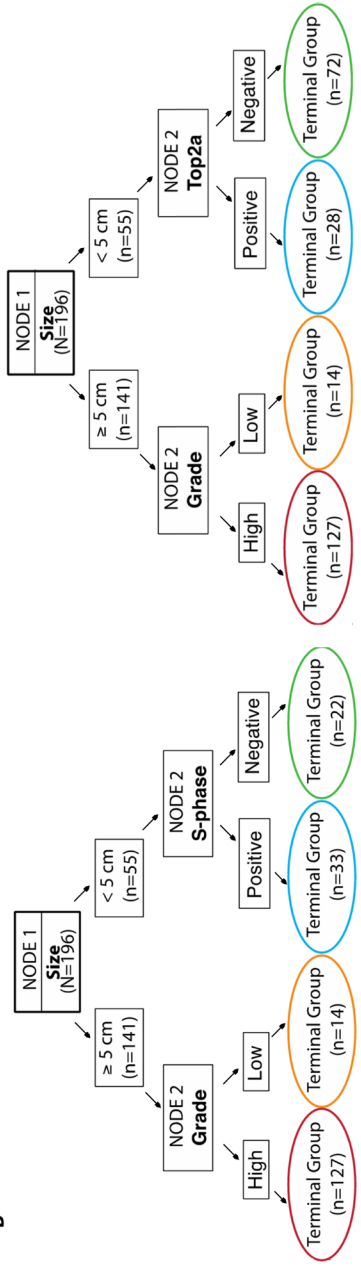 NODE 1
Size
(N=196)
≥ 5 cm
(n=141)
< 5 cm
(n=55)
NODE 2
Grade
NODE 2
S-phase
High
Low
Positive
Negative
Terminal Group
(n=127)
Terminal Group
(n=14)
Terminal Group
(n=33)
Terminal Group
(n=22)
NODE 1
Size
(N=196)
≥ 5 cm
(n=141)
< 5 cm
(n=55)
NODE 2
Grade
NODE 2
Top2a
High
Low
Positive
Negative
Terminal Group
(n=127)
Terminal Group
(n=14)
Terminal Group
(n=28)
Terminal Group
(n=72)